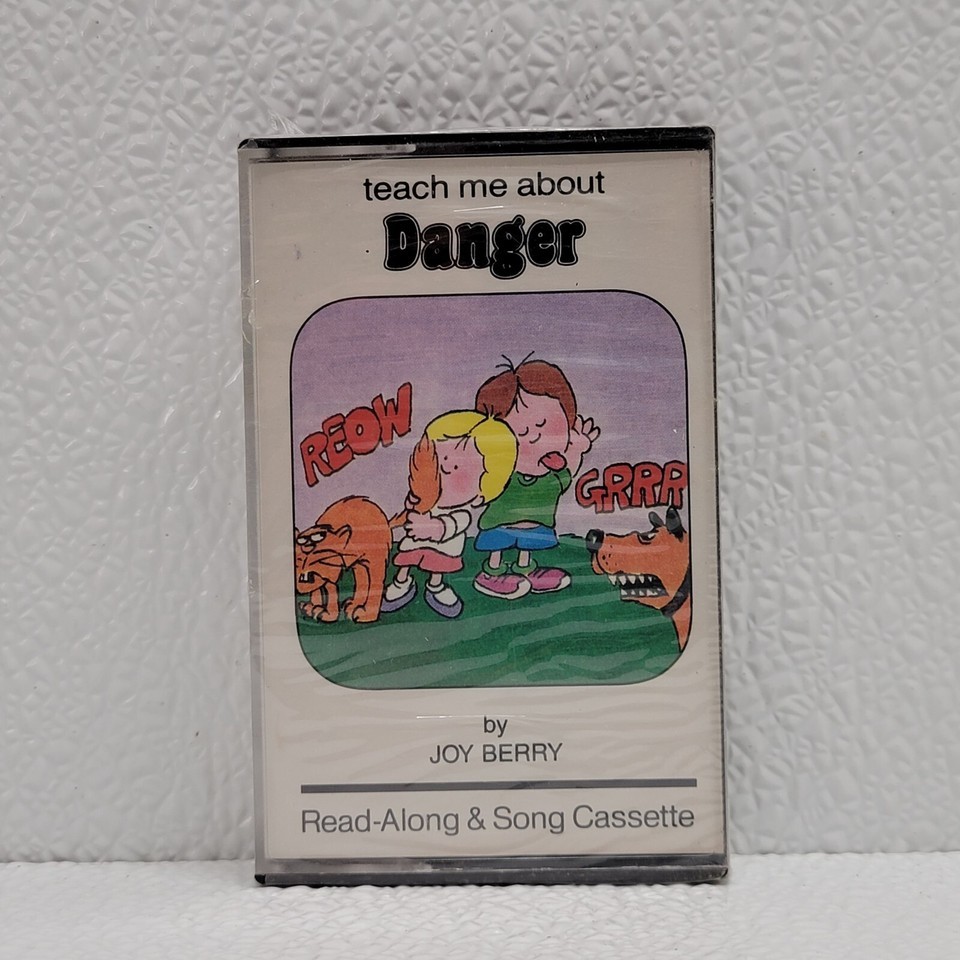 teach me about
Danger
REOW
GRRR
by
JOY BERRY
Read-Along & Song Cassette